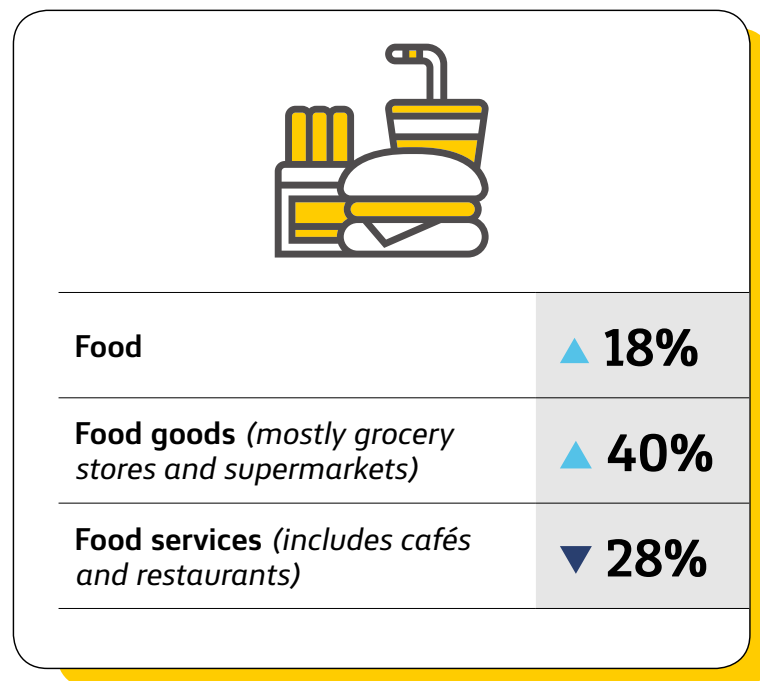 Food
▲ 18%
Food goods (mostly grocery
stores and supermarkets)
▲ 40%
Food services (includes cafés
and restaurants)
▼ 28%